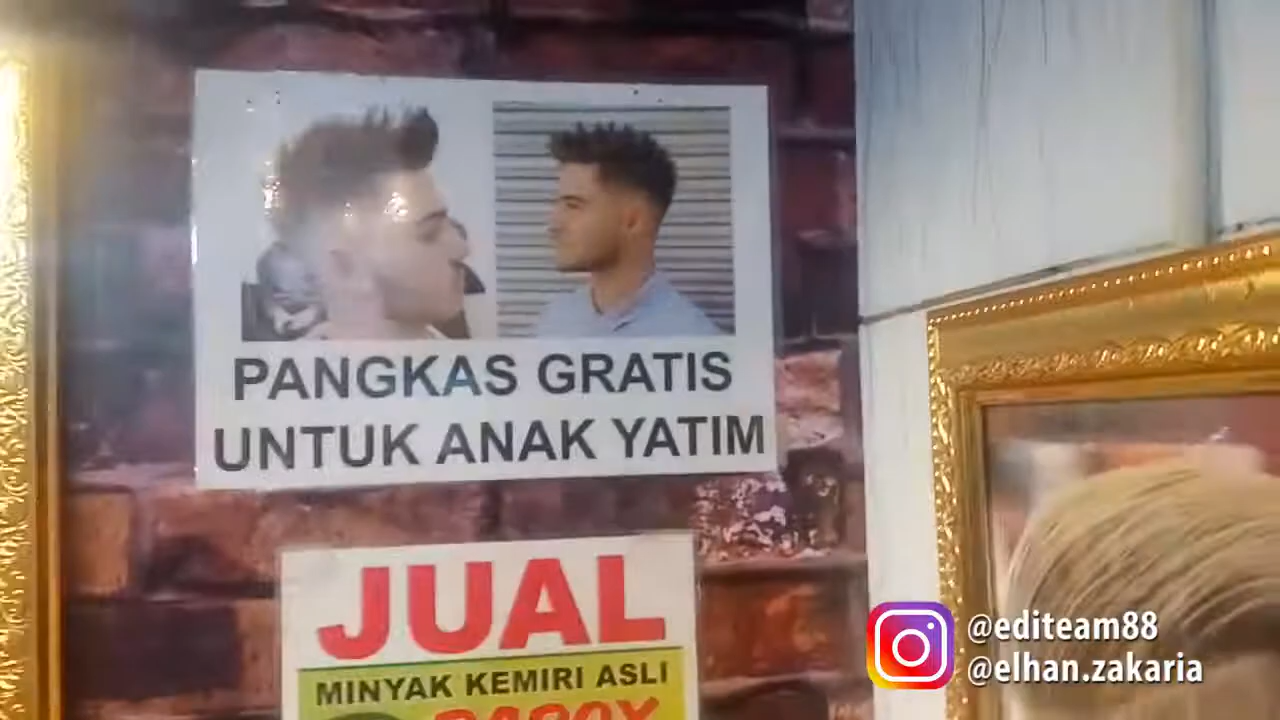 PANGKAS GRATIS
UNTUK ANAK YATIM
JUAL
MINYAK KEMIRI ASLI
@editeam88
@elhan.zakaria